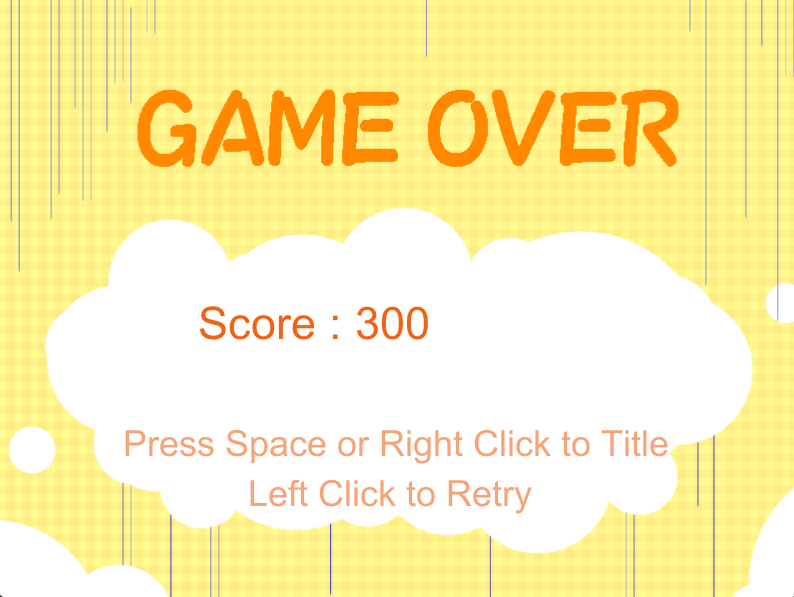 GAME OVER
Score : 300
Press Space or Right Click to Title
Left Click to Retry